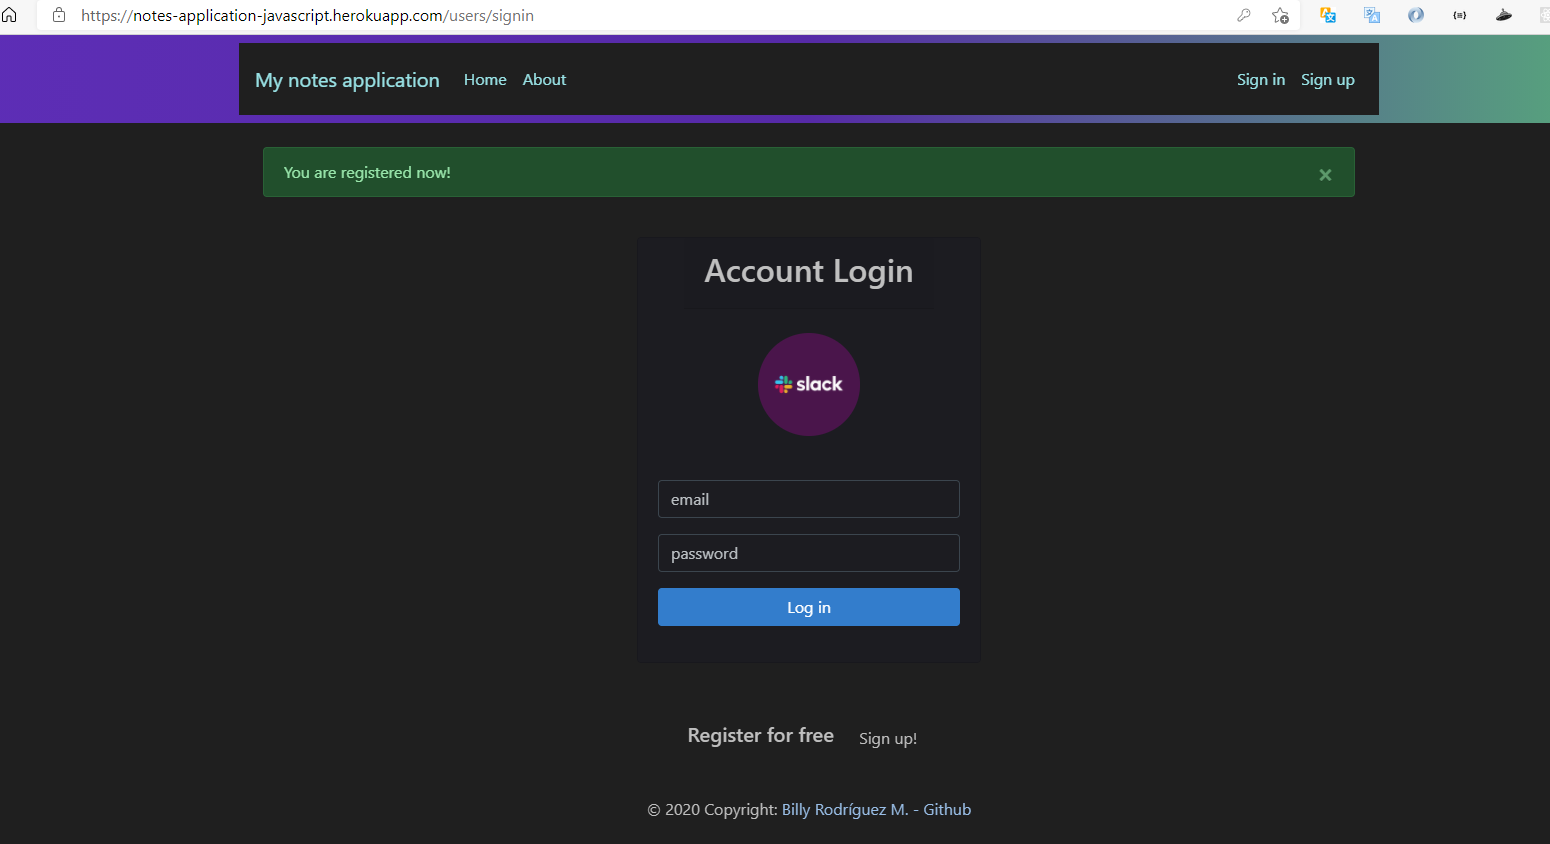 https://notes-application-javascript.herokuapp.com/users/signin
My notes application Home About Sign in Sign up
You are registered now! ×
Account Login
slack
email
password
Log in
Register for free Sign up!
© 2020 Copyright: Billy Rodríguez M. - Github